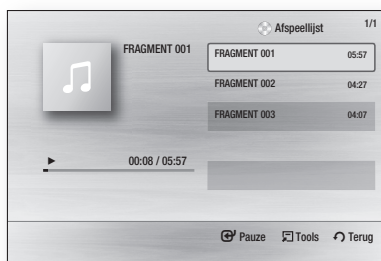 Afspeellijst 1/1
FRAGMENT 001
FRAGMENT 001 05:57
FRAGMENT 002 04:27
FRAGMENT 003 04:07
00:08 / 05:57
Pauze Tools Terug